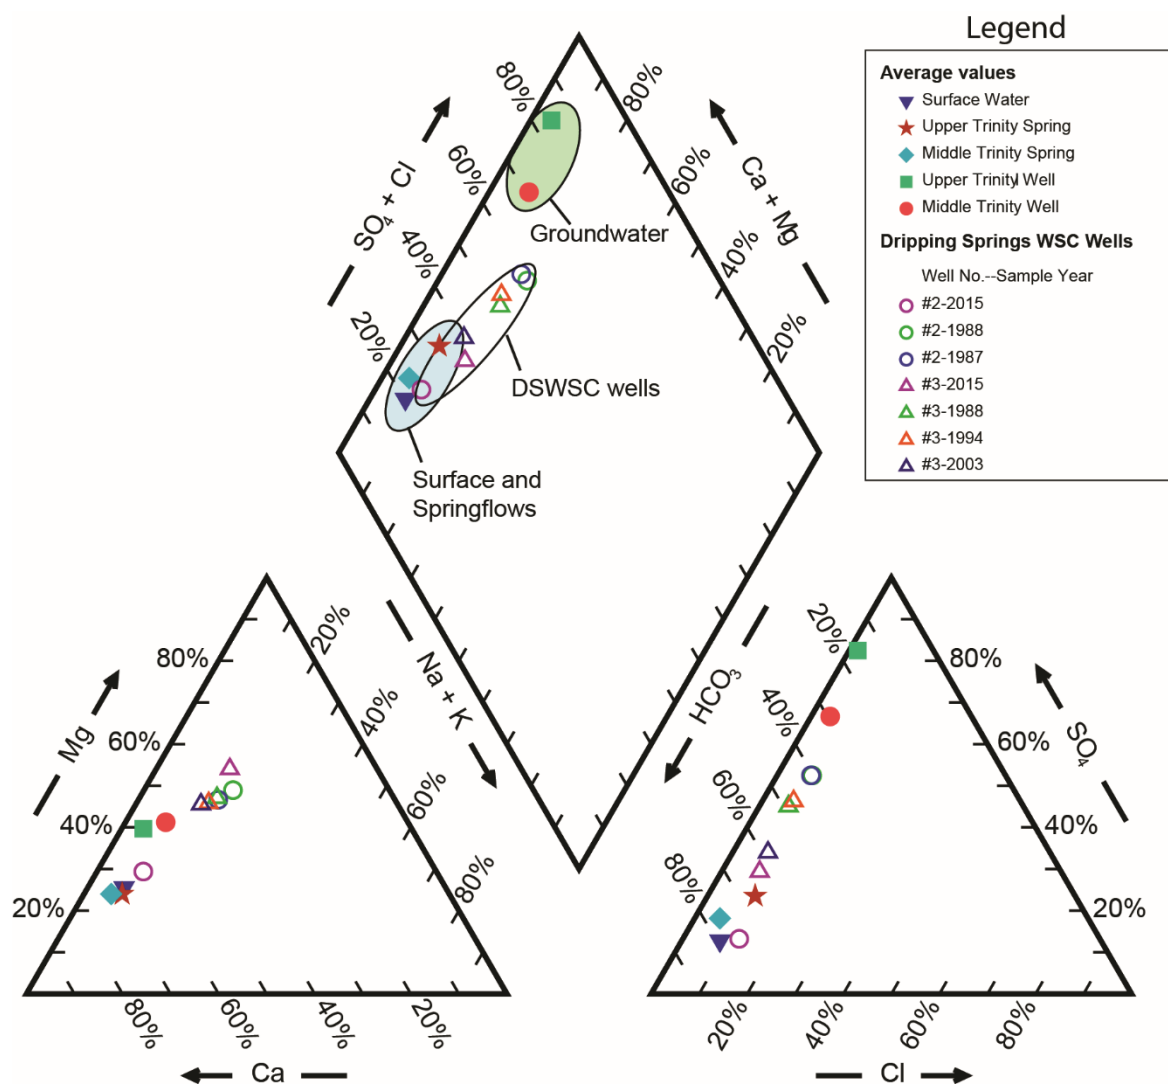 Legend
Average values
Surface Water
Upper Trinity Spring
Middle Trinity Spring
Upper Trinity Well
Middle Trinity Well
Dripping Springs WSC Wells
Well No.--Sample Year
#2-2015
#2-1988
#2-1987
#3-2015
#3-1988
#3-1994
#3-2003
80%
60%
40%
20%
SO4 + Cl
80%
60%
40%
20%
Ca + Mg
Groundwater
DSWSC wells
Surface and
Springflows
Na + K
HCO3
80%
60%
40%
20%
Mg
20%
40%
60%
80%
80%
60%
40%
20%
Ca
20%
40%
60%
80%
80%
60%
40%
20%
SO4
20%
40%
60%
80%
Cl